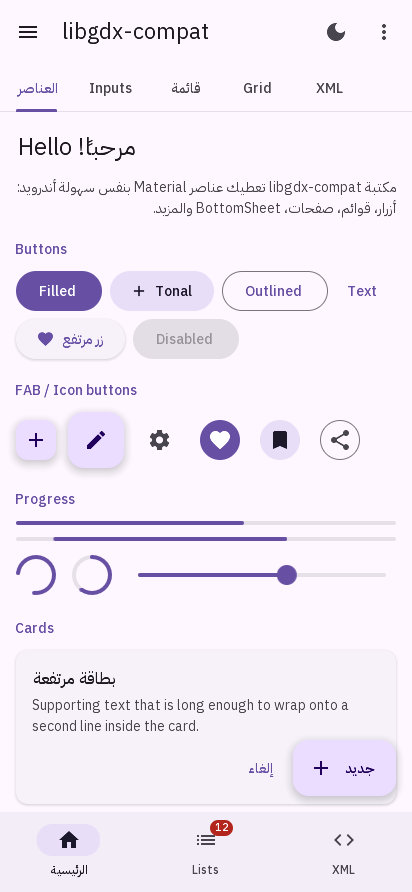 libgdx-compat
العناصر
Inputs
قائمة
Grid
XML
Hello !مرحبًا
مكتبة libgdx-compat تعطيك عناصر Material بنفس سهولة أندرويد:
أزرار، قوائم، صفحات، BottomSheet والمزيد.
Buttons
Filled
Tonal
Outlined
Text
زر مرتفع
Disabled
FAB / Icon buttons
Progress
Cards
بطاقة مرتفعة
Supporting text that is long enough to wrap onto a
second line inside the card.
إلغاء
جديد
12
الرئيسية
Lists
XML